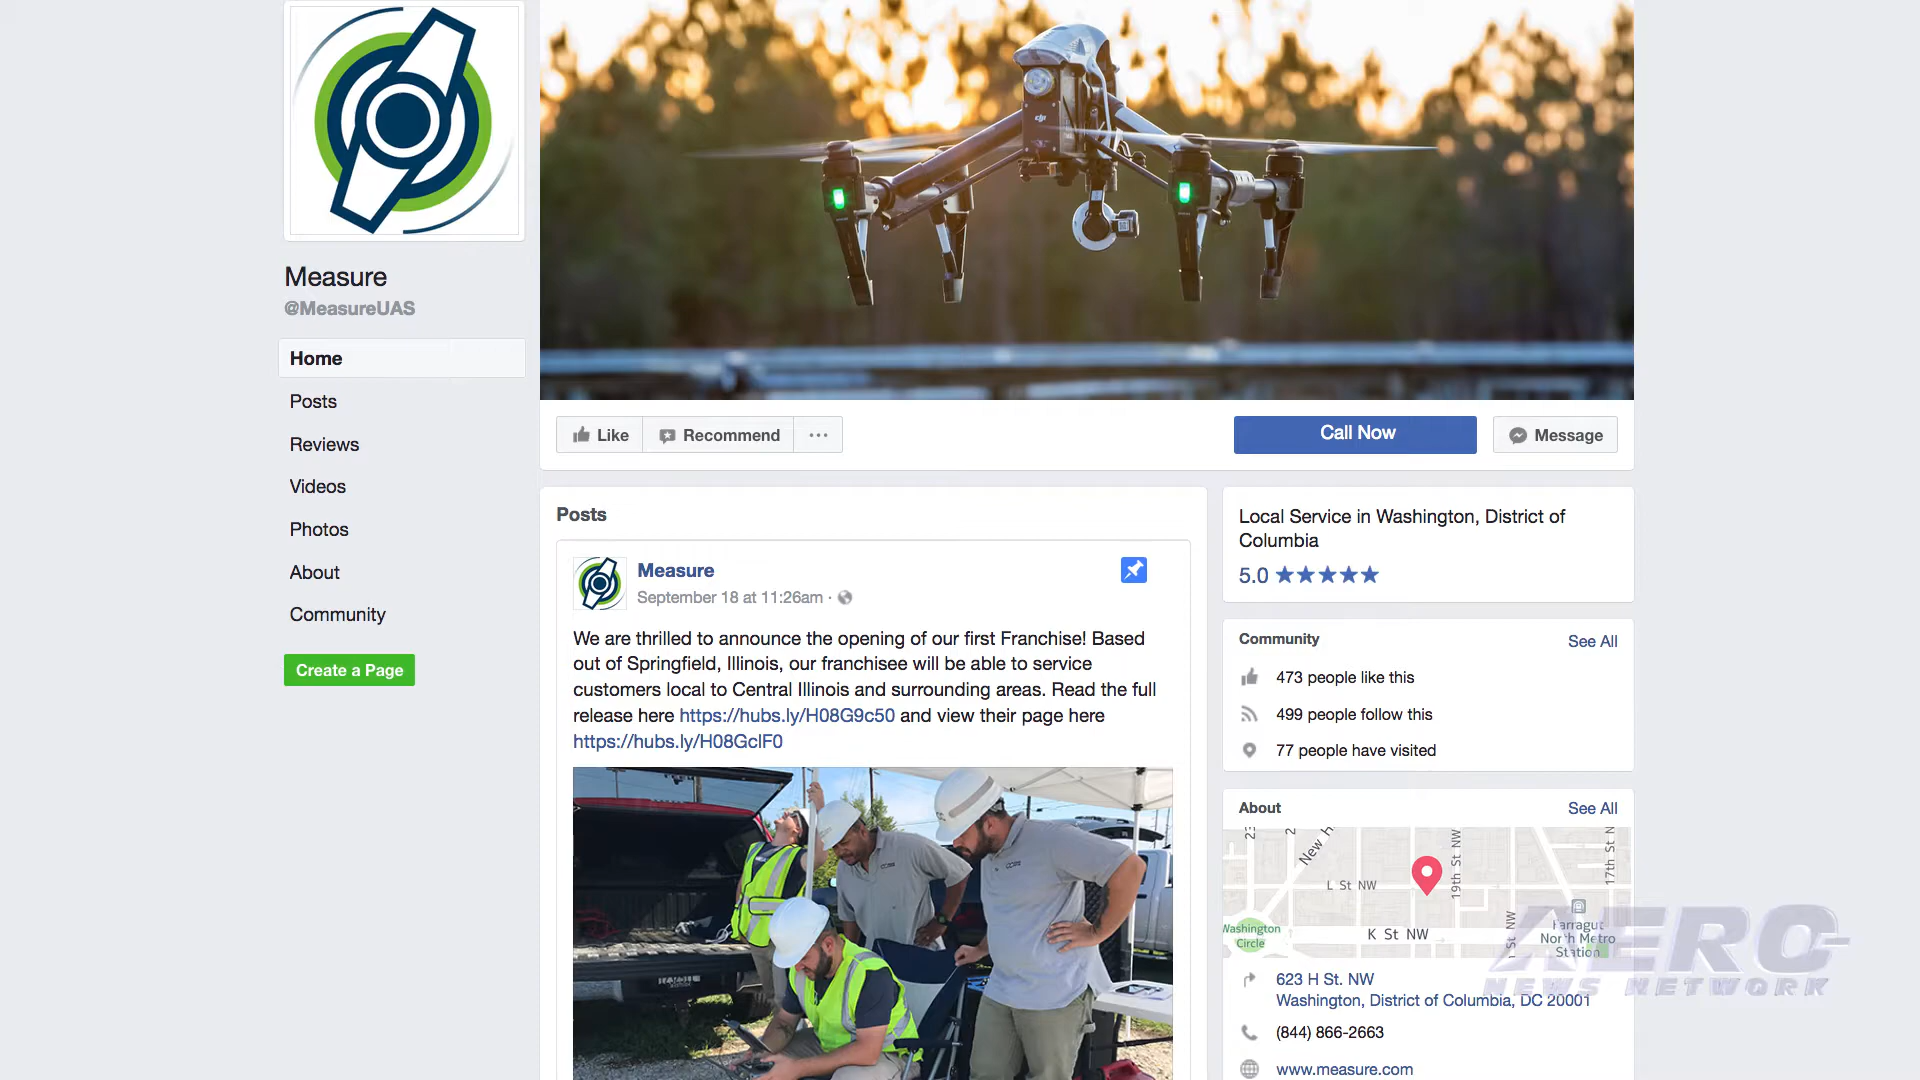 Measure
@MeasureUAS
Home
Posts
Reviews
Videos
Photos
About
Community
Create a Page
dji
Like
Recommend
Call Now
Message
Posts
Measure
September 18 at 11:26am ·
We are thrilled to announce the opening of our first Franchise! Based
out of Springfield, Illinois, our franchisee will be able to service
customers local to Central Illinois and surrounding areas. Read the full
release here https://hubs.ly/H08G9c50 and view their page here
https://hubs.ly/H08GclF0
Local Service in Washington, District of
Columbia
5.0 ★★★★★
Community
See All
473 people like this
499 people follow this
77 people have visited
About
See All
23
2
New H
L St NW
19th St NW
17th St N
K St NW
St NW
Washington
Circle
Farragut
North Metro
Station
623 H St. NW
Washington, District of Columbia, DC 20001
(844) 866-2663
www.measure.com
AERO
NEWS NETWORK